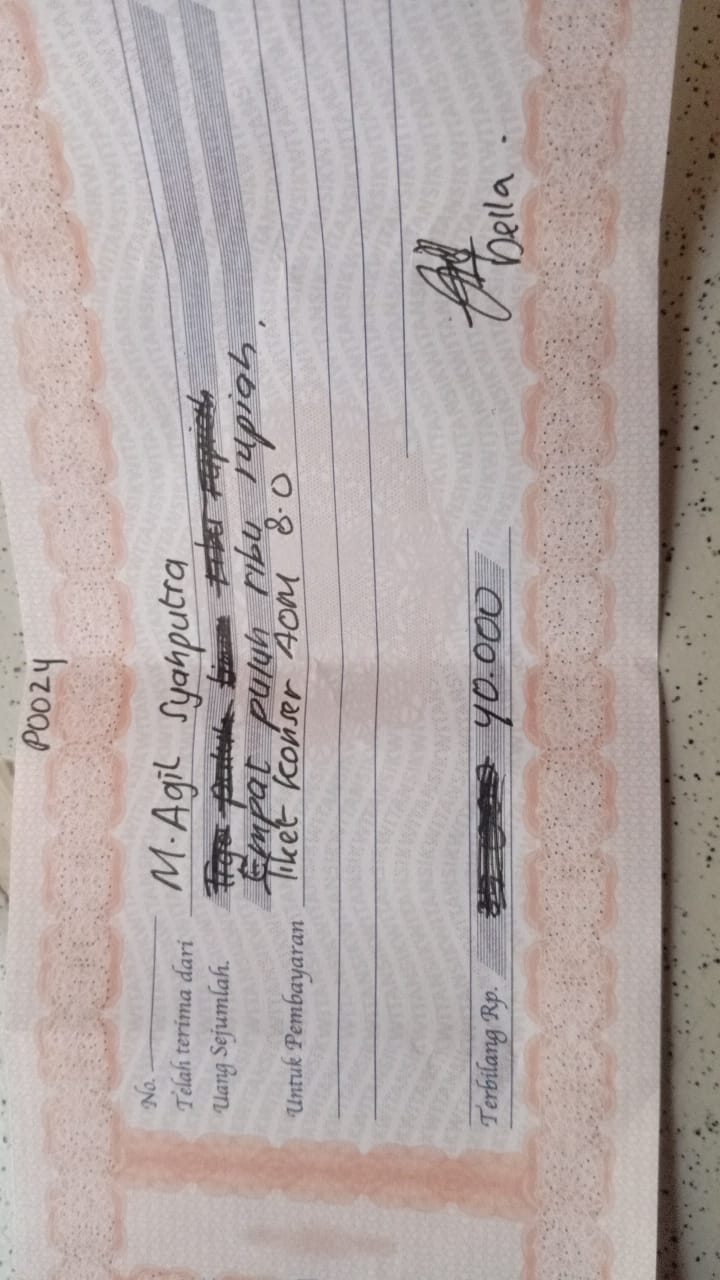 P0024
No.
Telah terima dari M. Agil Syahputra
Uang Sejumlah.
Empat puluh ribu rupiah.
Untuk Pembayaran Tiket Konser AOM 8.0
Terbilang Rp. 40.000
Della.